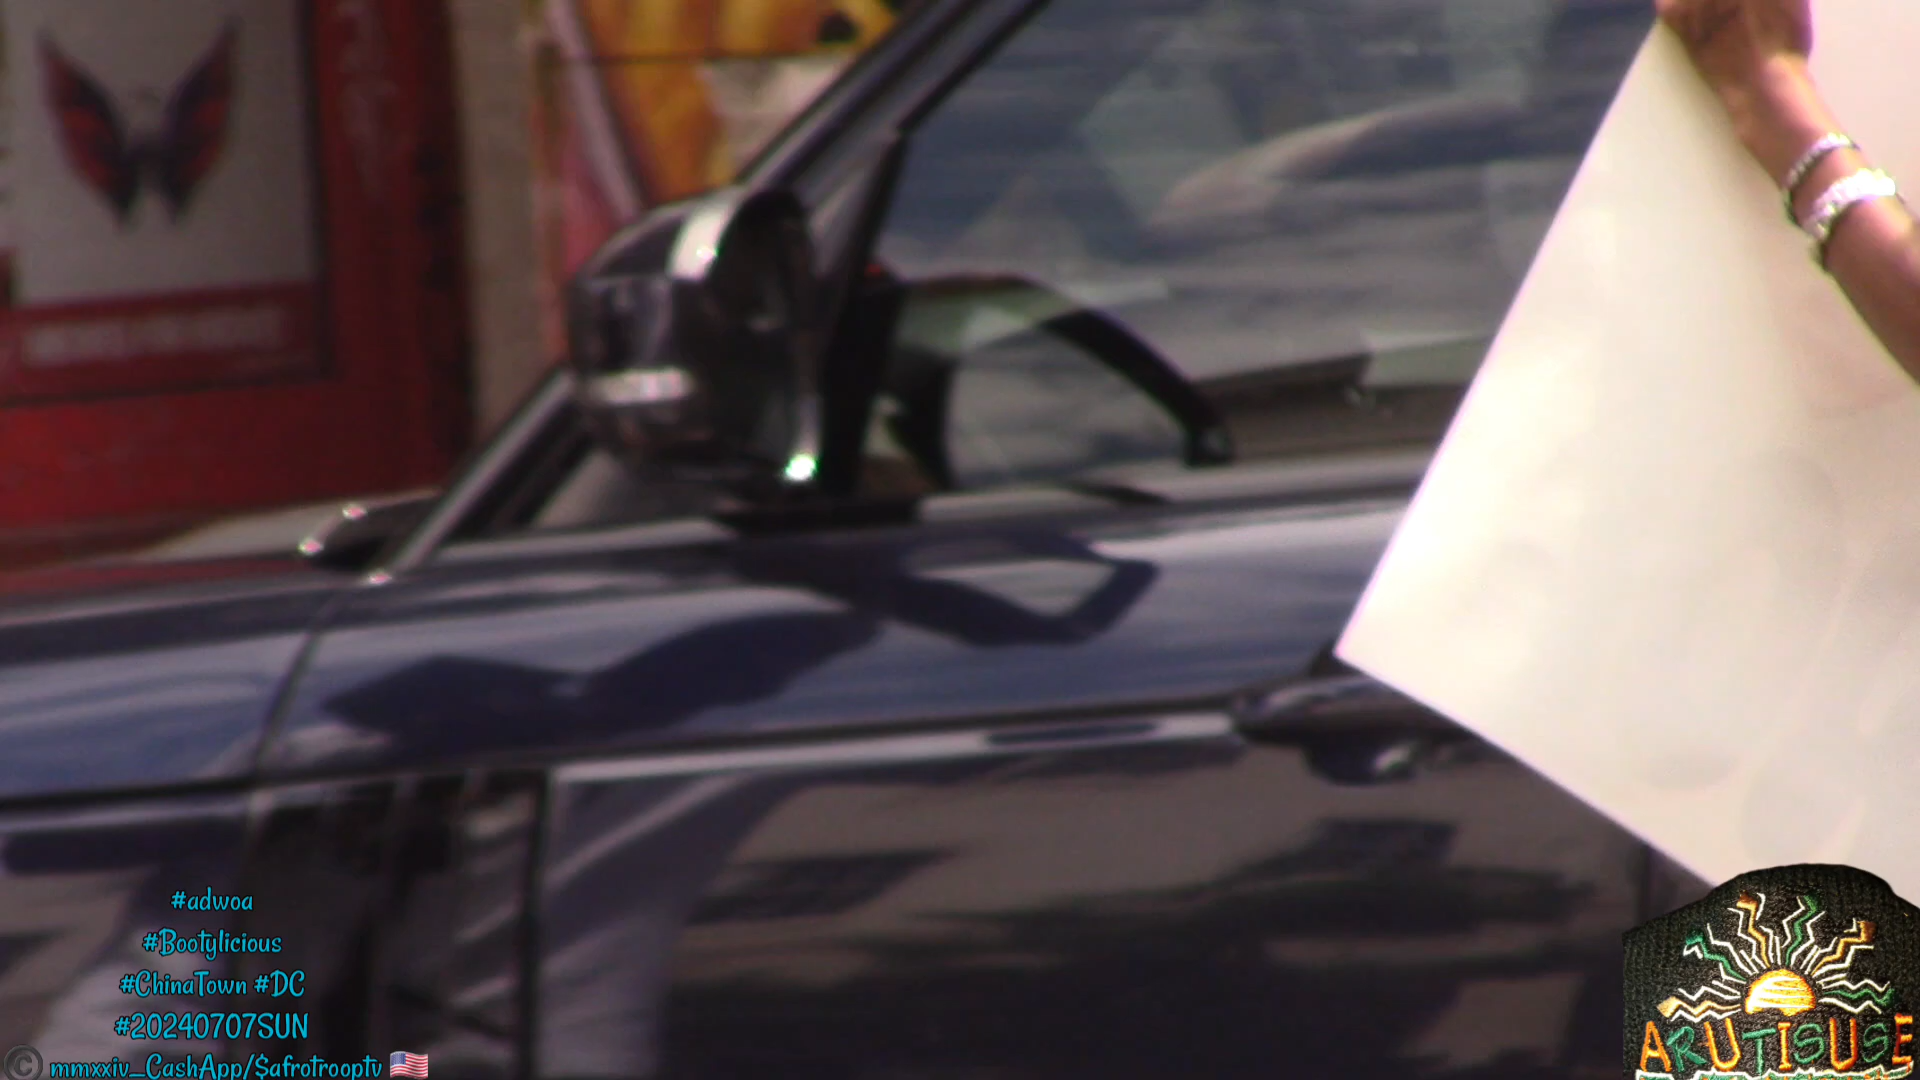 #adwoa
#Bootylicious
#ChinaTown #DC
#20240707SUN
© mmxxiv_CashApp/$afrotrooptv 🇺🇸
ARUTISUSE